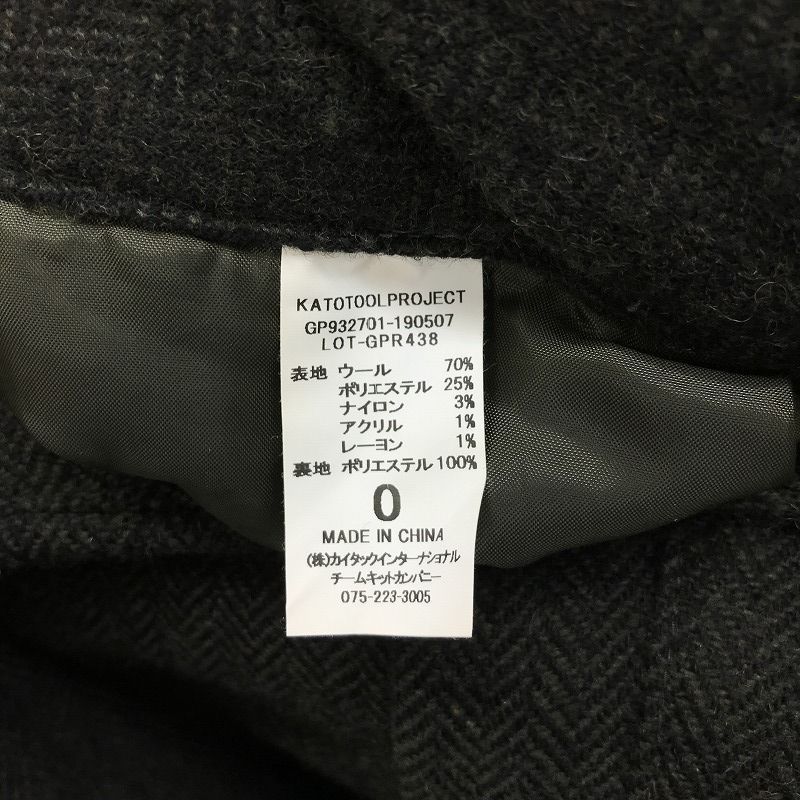 KATOTOOLPROJECT
GP932701-190507
LOT-GPR438
表地 ウール 70%
ポリエステル 25%
ナイロン 3%
アクリル 1%
レーヨン 1%
裏地 ポリエステル 100%
0
MADE IN CHINA
(株)カイタックインターナショナル
チームキットカンパニー
075-223-3005